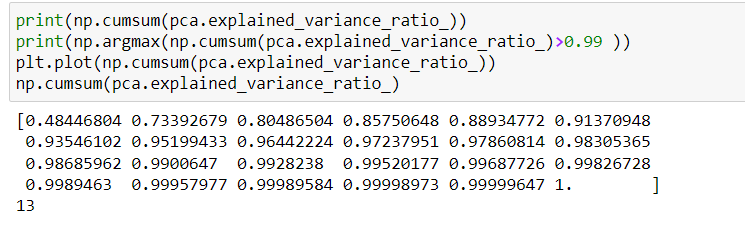 print(np.cumsum(pca.explained_variance_ratio_))
print(np.argmax(np.cumsum(pca.explained_variance_ratio_)>0.99 ))
plt.plot(np.cumsum(pca.explained_variance_ratio_))
np.cumsum(pca.explained_variance_ratio_)
[0.48446804 0.73392679 0.80486504 0.85750648 0.88934772 0.91370948
 0.93546102 0.95199433 0.96442224 0.97237951 0.97860814 0.98305365
 0.98685962 0.9900647  0.9928238  0.99520177 0.99687726 0.99826728
 0.9989463  0.99957977 0.99989584 0.99998973 0.99999647 1.        ]
13